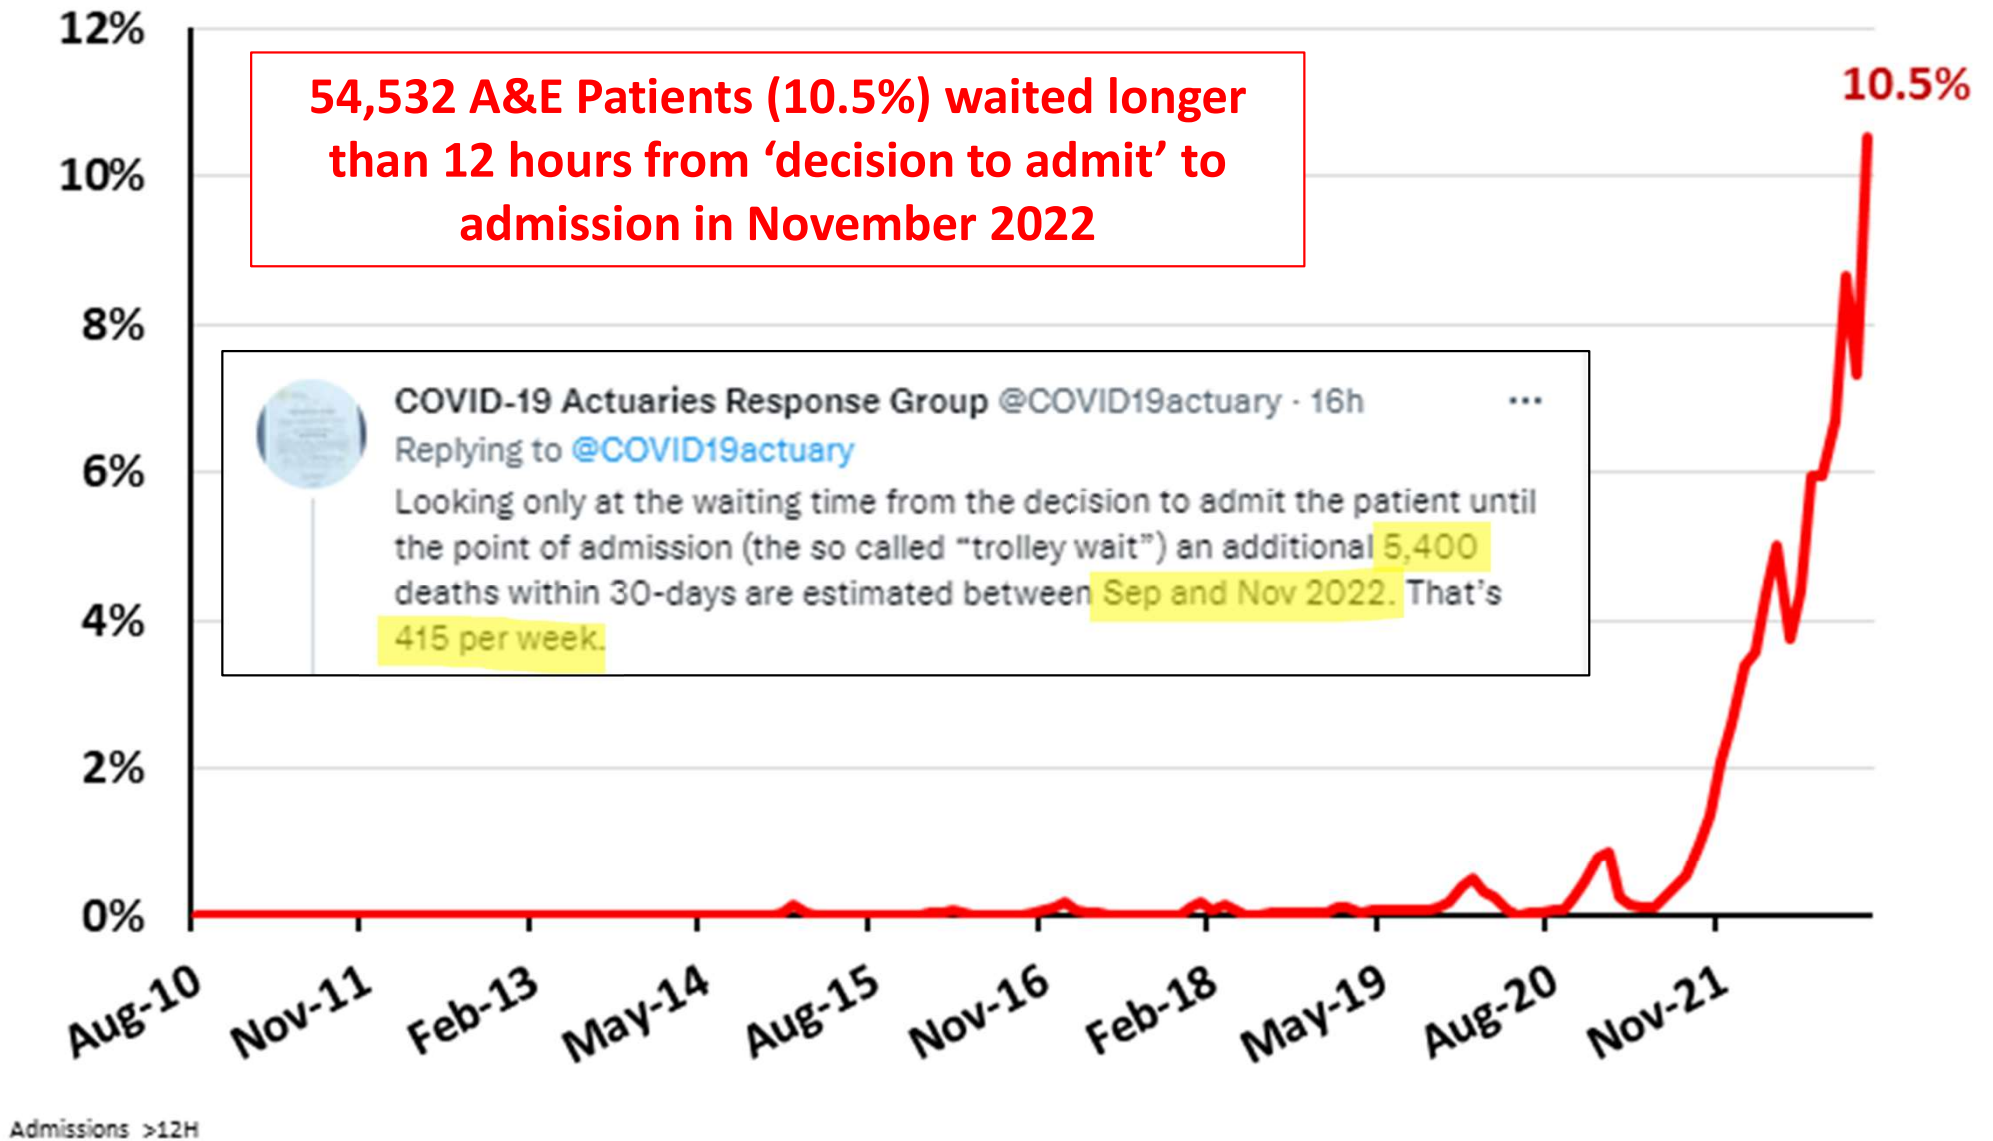 12%
10%
8%
6%
4%
2%
0%
54,532 A&E Patients (10.5%) waited longer
than 12 hours from ‘decision to admit’ to
admission in November 2022
10.5%
COVID-19 Actuaries Response Group @COVID19actuary · 16h ···
Replying to @COVID19actuary
Looking only at the waiting time from the decision to admit the patient until
the point of admission (the so called “trolley wait”) an additional 5,400
deaths within 30-days are estimated between Sep and Nov 2022. That’s
415 per week.
Aug-10
Nov-11
Feb-13
May-14
Aug-15
Nov-16
Feb-18
May-19
Aug-20
Nov-21
Admissions >12H